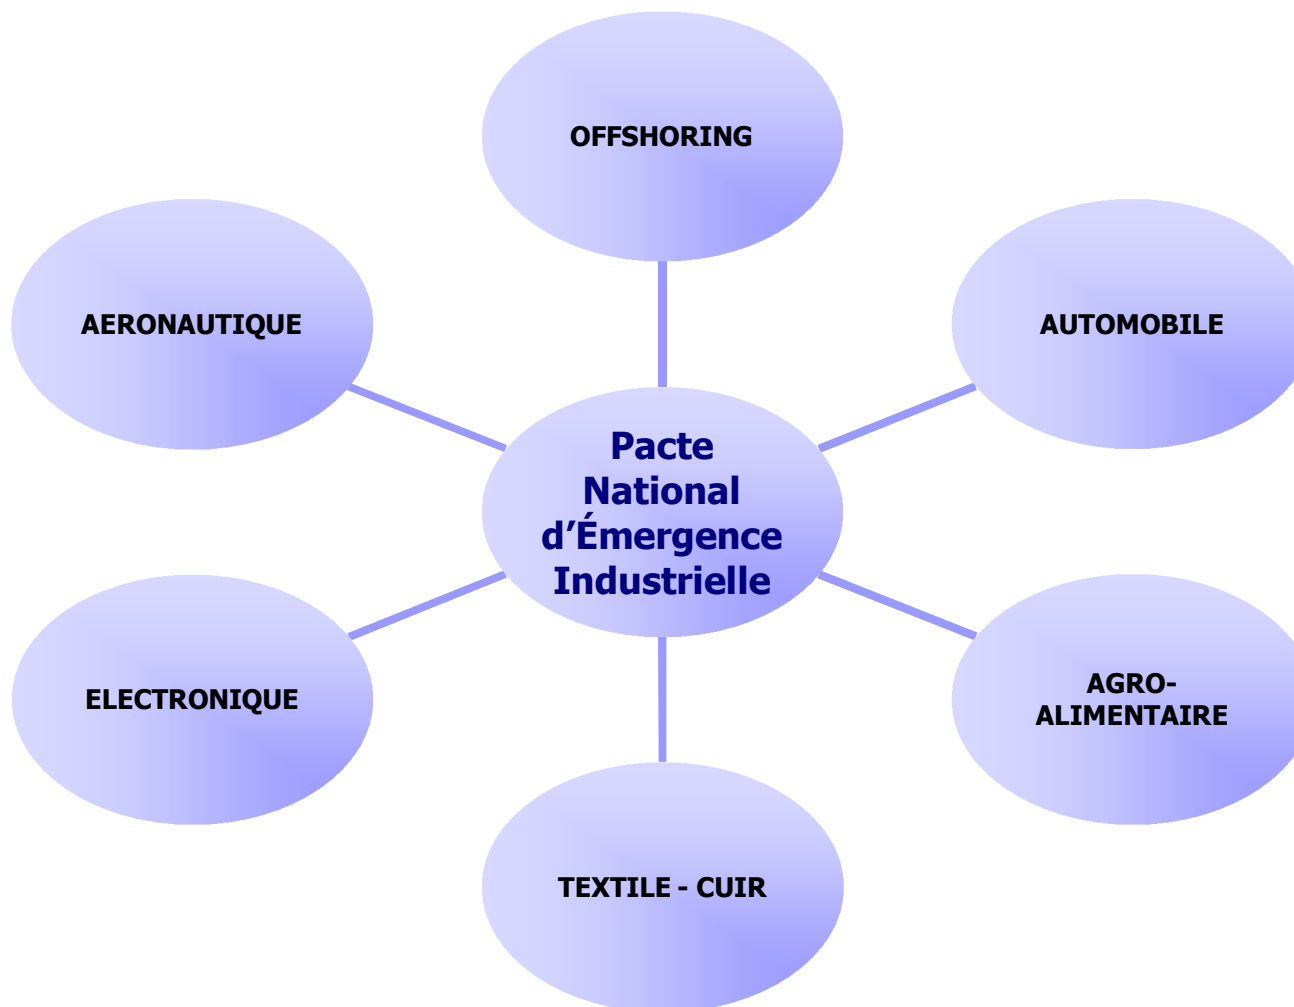 OFFSHORING
AERONAUTIQUE
AUTOMOBILE
Pacte
National
d’Émergence
Industrielle
ELECTRONIQUE
AGRO-
ALIMENTAIRE
TEXTILE - CUIR